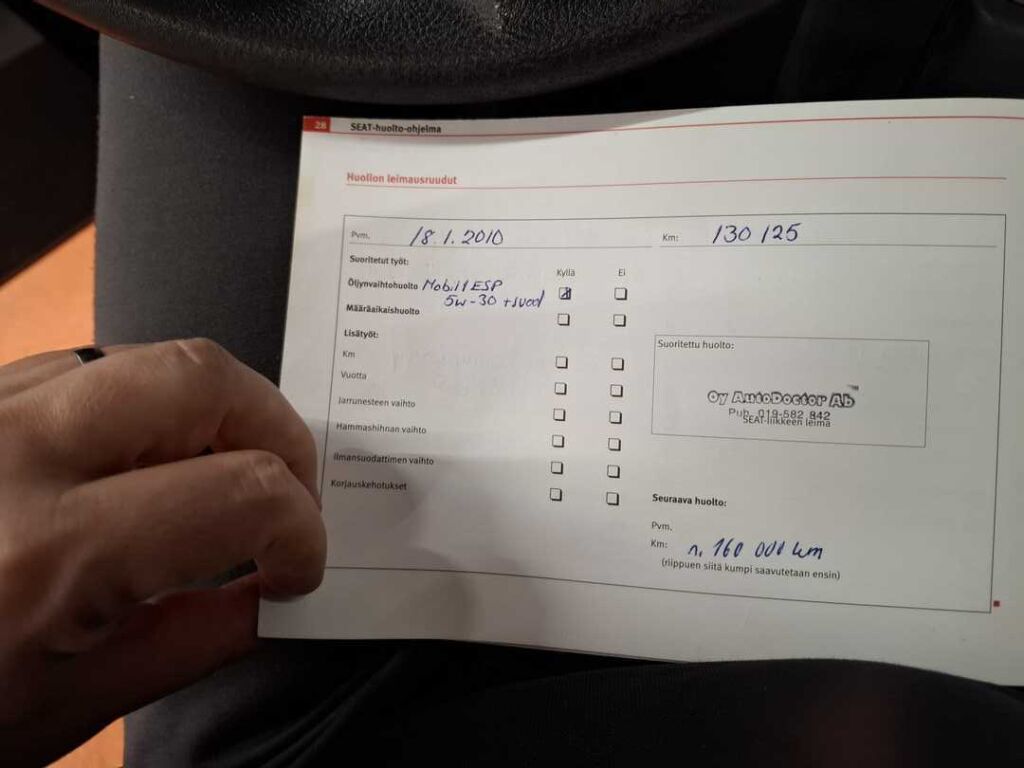 28 SEAT-huolto-ohjelma
Huollon leimausruudut
Pvm. 18.1.2010 Km: 130 125
Suoritetut työt:
Kyllä Ei
Öljynvaihtohuolto Mobil 1 ESP
5w-30 + suod
Määräaikaishuolto
Lisätyöt:
Km
Vuotta
Jarrunesteen vaihto
Hammashihnan vaihto
Ilmansuodattimen vaihto
Korjauskehotukset
Suoritettu huolto:
Oy AutoDoctor Ab
Puh. 019-582 842
SEAT-liikkeen leima
Seuraava huolto:
Pvm.
Km: n. 160 000 km
(riippuen siitä kumpi saavutetaan ensin)